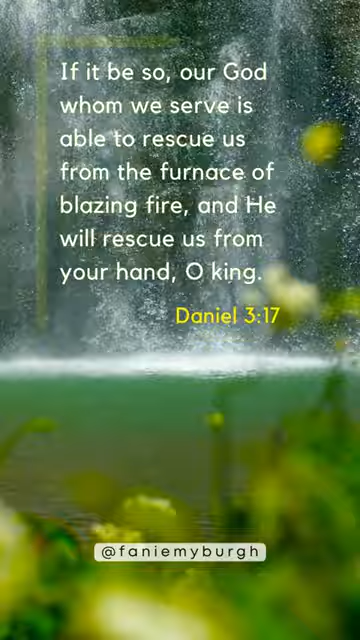 If it be so, our God
whom we serve is
able to rescue us
from the furnace of
blazing fire, and He
will rescue us from
your hand, O king.
Daniel 3:17
@faniemyburgh